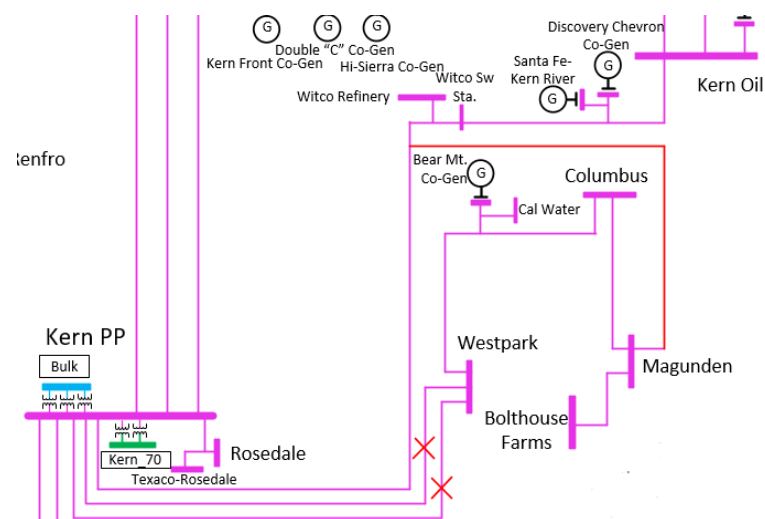 Discovery Chevron
Co-Gen
G
G
G
Double "C" Co-Gen
Kern Front Co-Gen
Hi-Sierra Co-Gen
Santa Fe-
Kern River
G
G
Kern Oil
Witco Refinery
Witco Sw
Sta.
enfro
Bear Mt.
Co-Gen
G
Columbus
Cal Water
Kern PP
Bulk
Westpark
Magunden
Bolthouse
Farms
Kern_70
Rosedale
Texaco-Rosedale